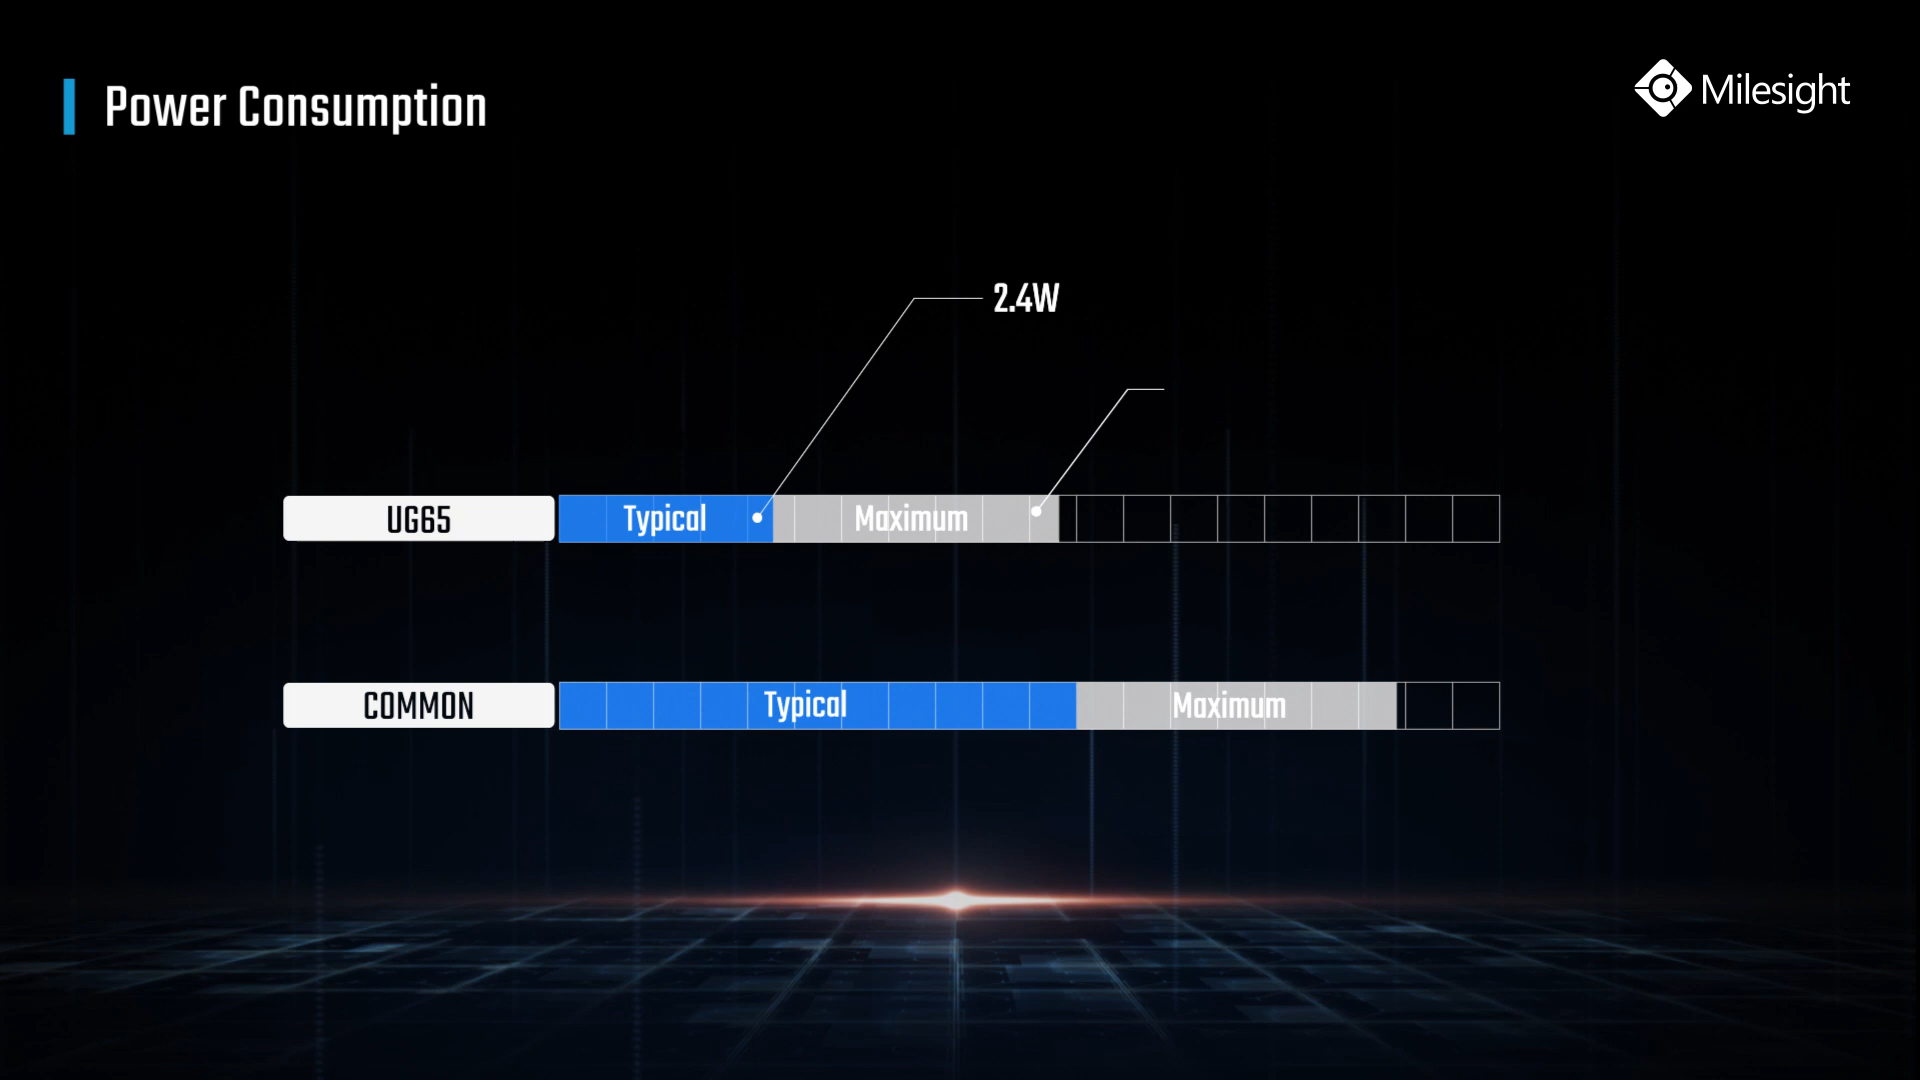 Power Consumption
Milesight
2.4W
UG65
Typical
Maximum
COMMON
Typical
Maximum